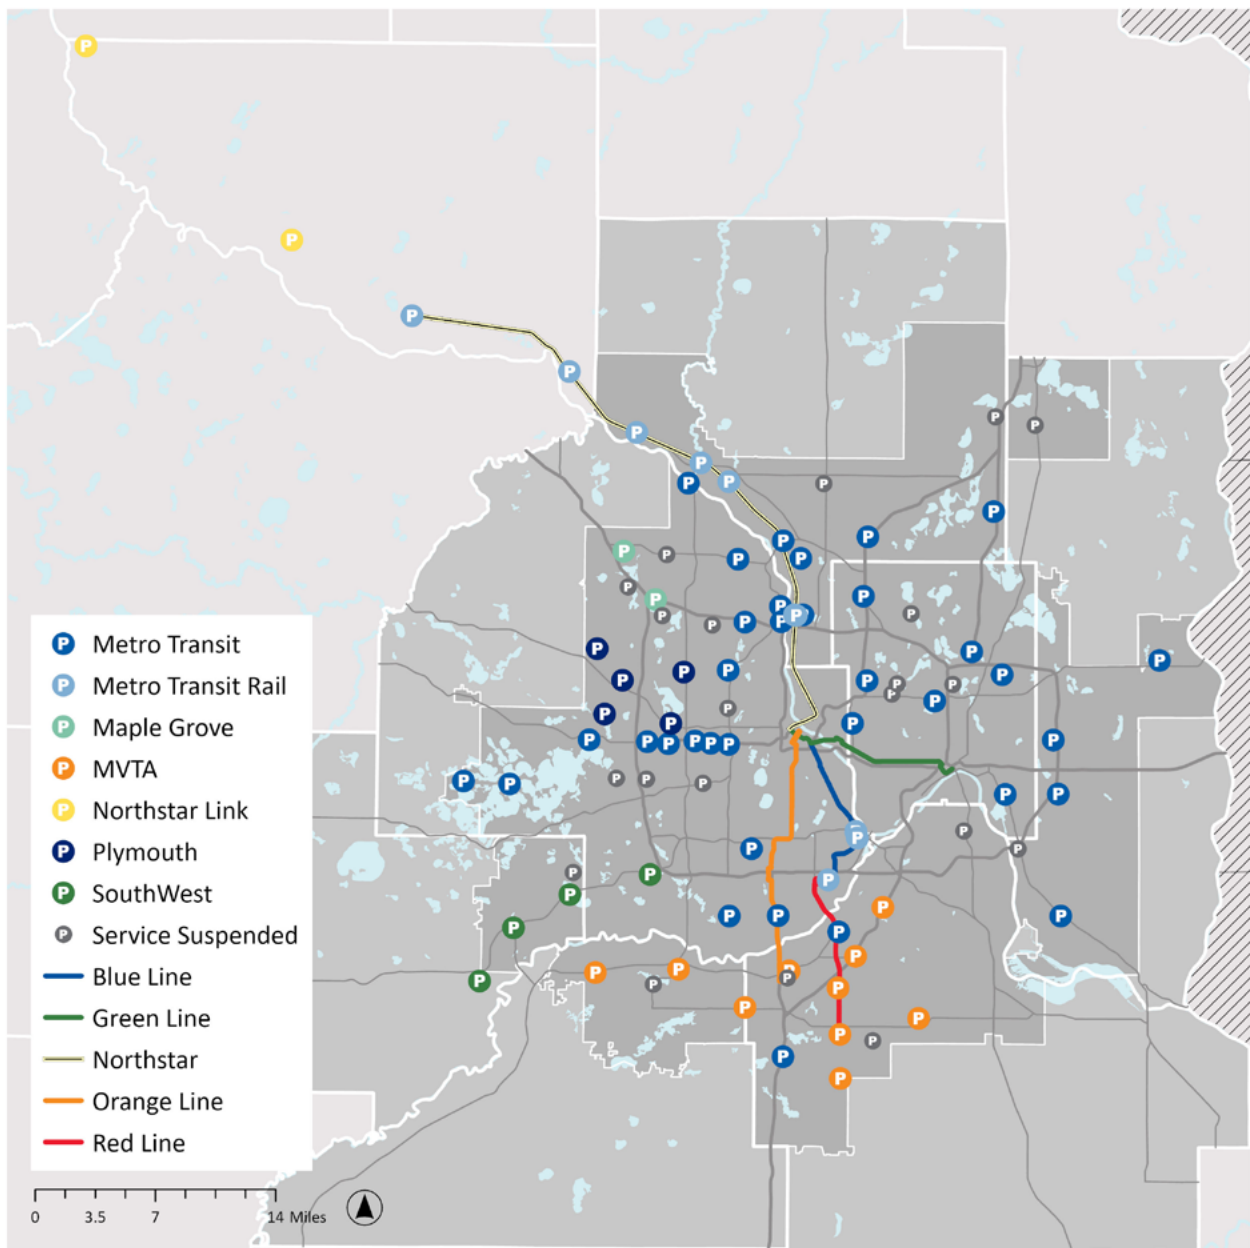 Metro Transit
Metro Transit Rail
Maple Grove
MVTA
Northstar Link
Plymouth
SouthWest
Service Suspended
Blue Line
Green Line
Northstar
Orange Line
Red Line
0 3.5 7 14 Miles